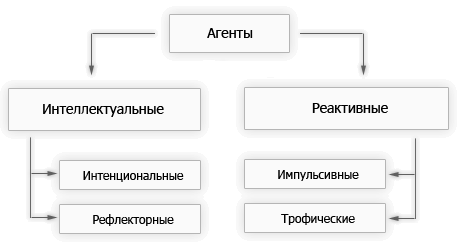 Агенты
Интеллектуальные
Реактивные
Интенциональные
Импульсивные
Рефлекторные
Трофические